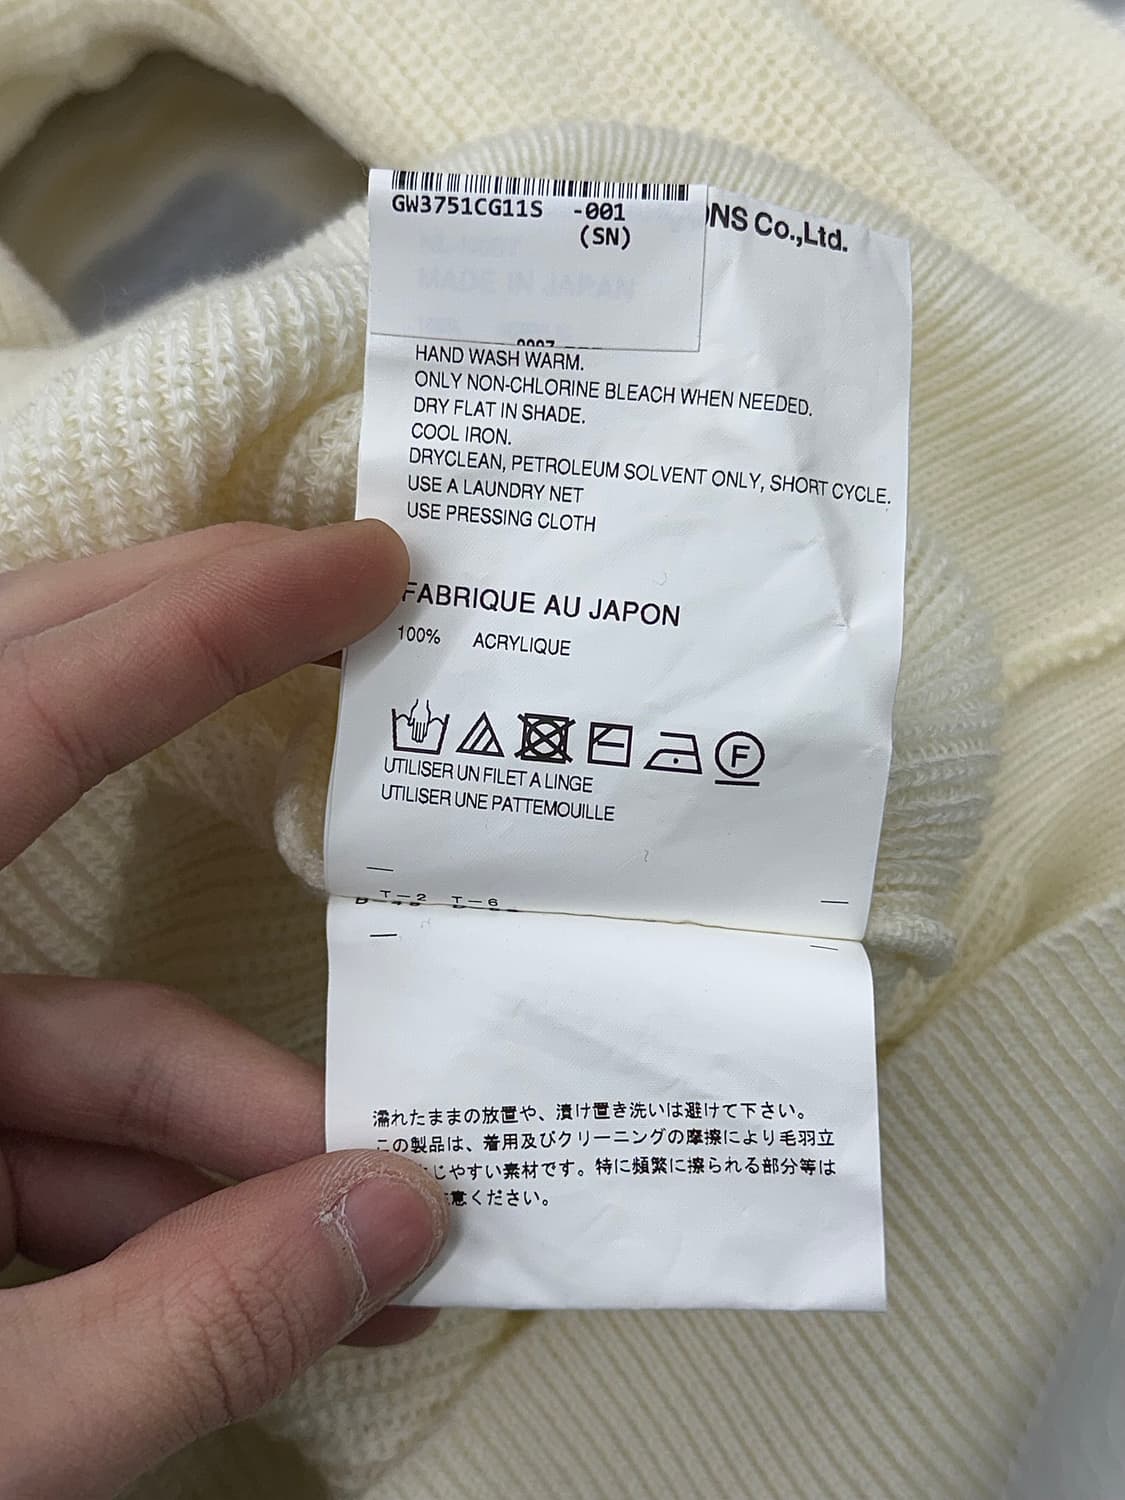 GW3751CG11S -001
(SN)
ONS Co.,Ltd.
MADE IN JAPAN
HAND WASH WARM.
ONLY NON-CHLORINE BLEACH WHEN NEEDED.
DRY FLAT IN SHADE.
COOL IRON.
DRYCLEAN, PETROLEUM SOLVENT ONLY, SHORT CYCLE.
USE A LAUNDRY NET
USE PRESSING CLOTH
FABRIQUE AU JAPON
100% ACRYLIQUE
F
UTILISER UN FILET A LINGE
UTILISER UNE PATTEMOUILLE
T-2 T-6
濡れたままの放置や、漬け置き洗いは避けて下さい。
この製品は、着用及びクリーニングの摩擦により毛羽立
じやすい素材です。特に頻繁に擦られる部分等は
意ください。